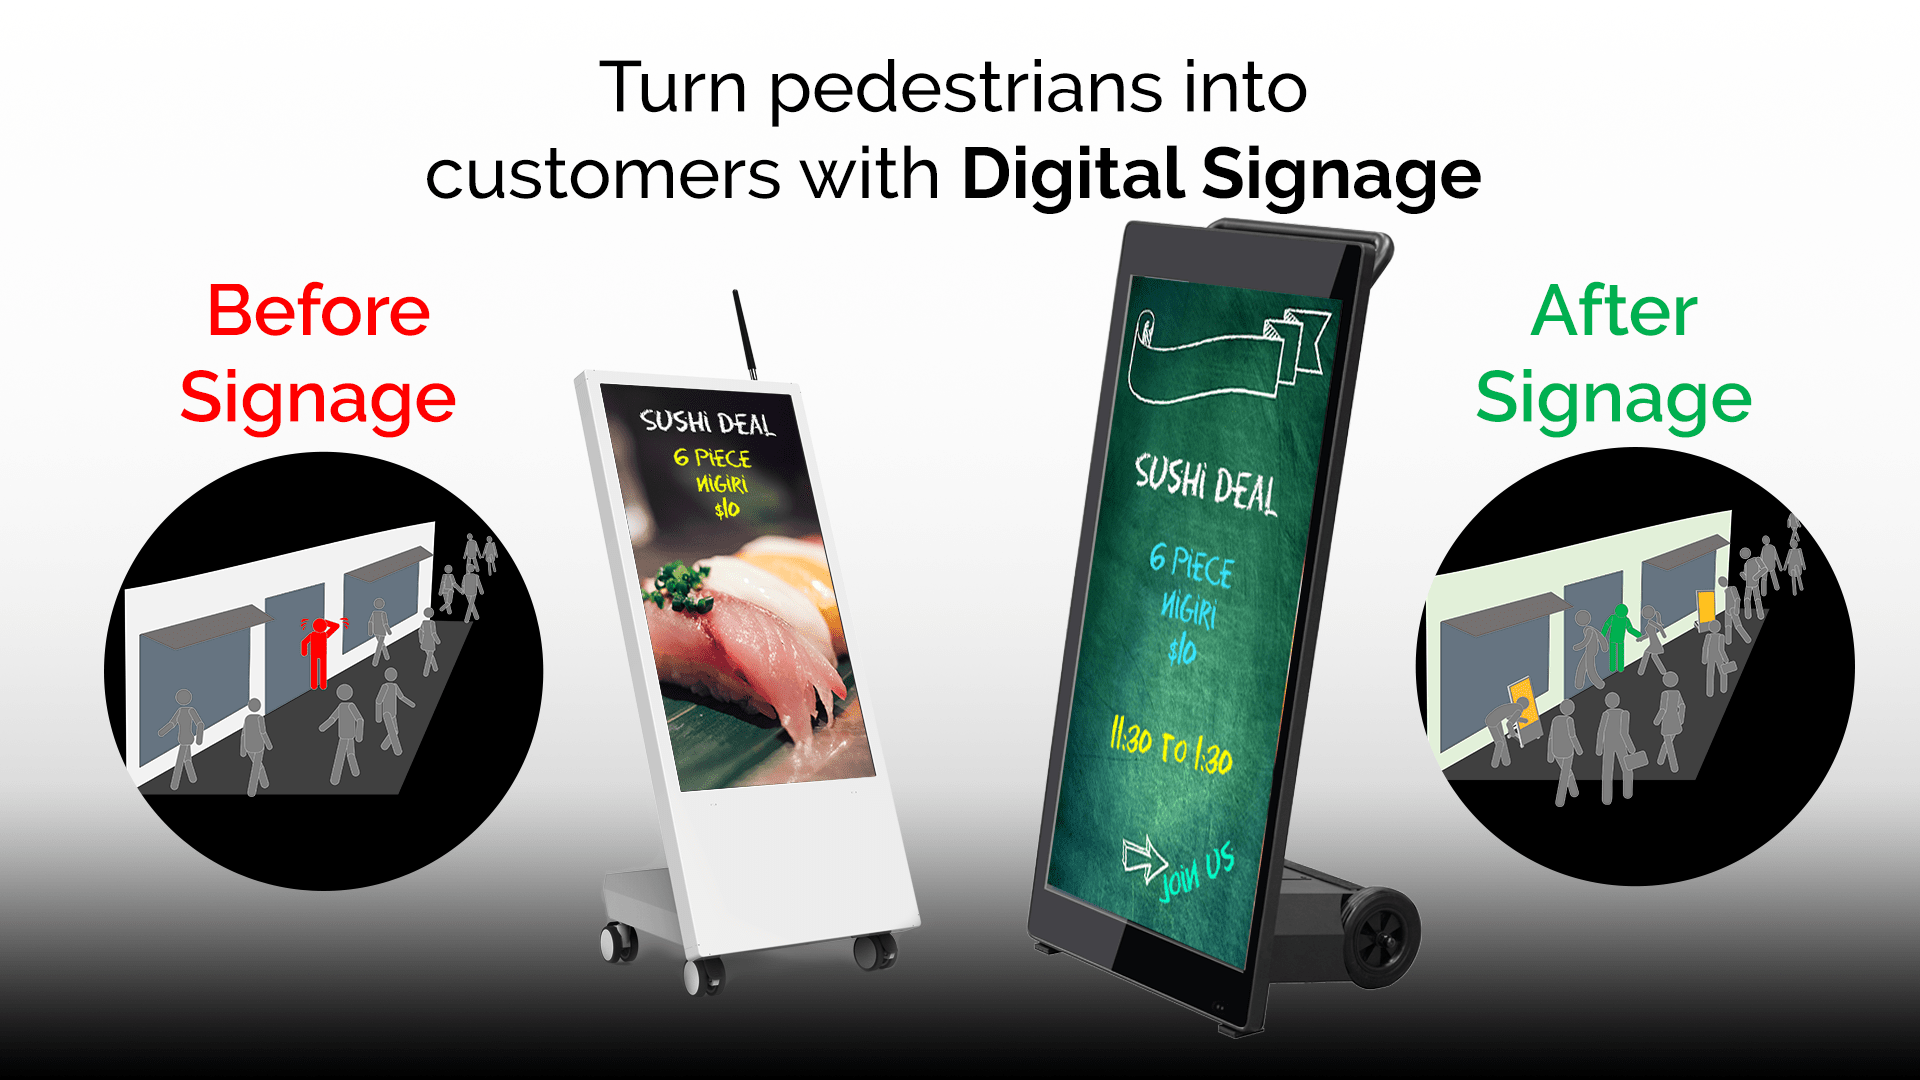 Turn pedestrians into
customers with Digital Signage
Before
Signage
SUSHi DEAL
6 PiECE
NiGiRi
$10
SUSHi DEAL
6 PiECE
NiGiRi
$10
11:30 To 1:30
Join US
After
Signage